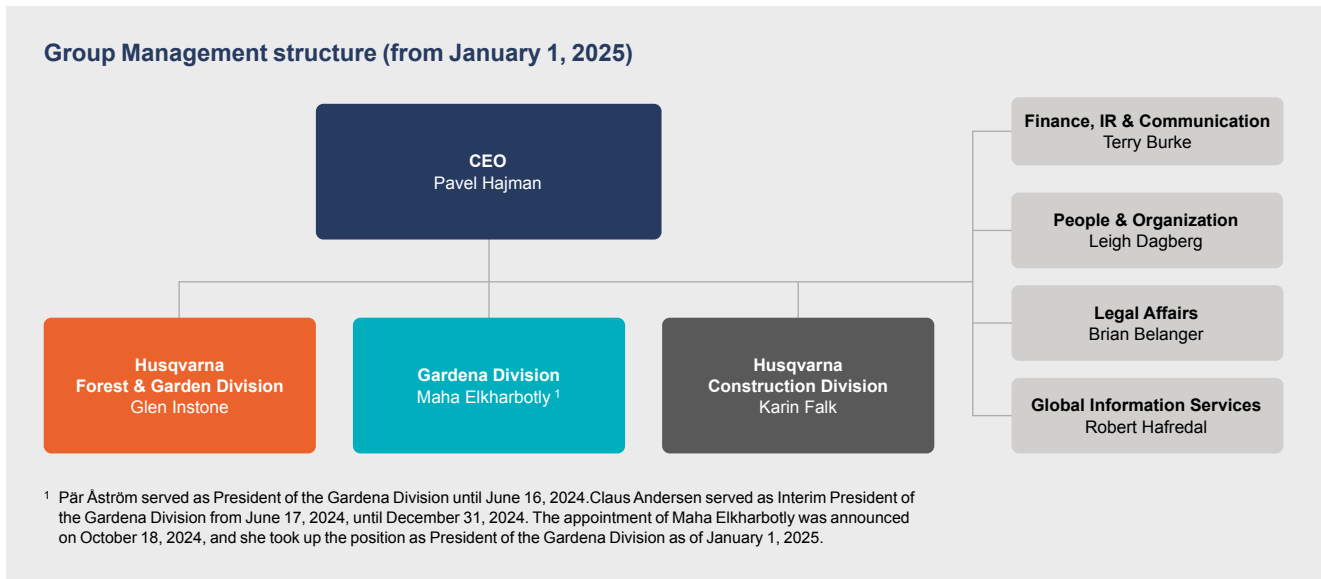 Group Management structure (from January 1, 2025)
CEO
Pavel Hajman
Finance, IR & Communication
Terry Burke
People & Organization
Leigh Dagberg
Legal Affairs
Brian Belanger
Global Information Services
Robert Hafredal
Husqvarna
Forest & Garden Division
Glen Instone
Gardena Division
Maha Elkharbotly 1
Husqvarna
Construction Division
Karin Falk
1 Pär Åström served as President of the Gardena Division until June 16, 2024.Claus Andersen served as Interim President of
the Gardena Division from June 17, 2024, until December 31, 2024. The appointment of Maha Elkharbotly was announced
on October 18, 2024, and she took up the position as President of the Gardena Division as of January 1, 2025.